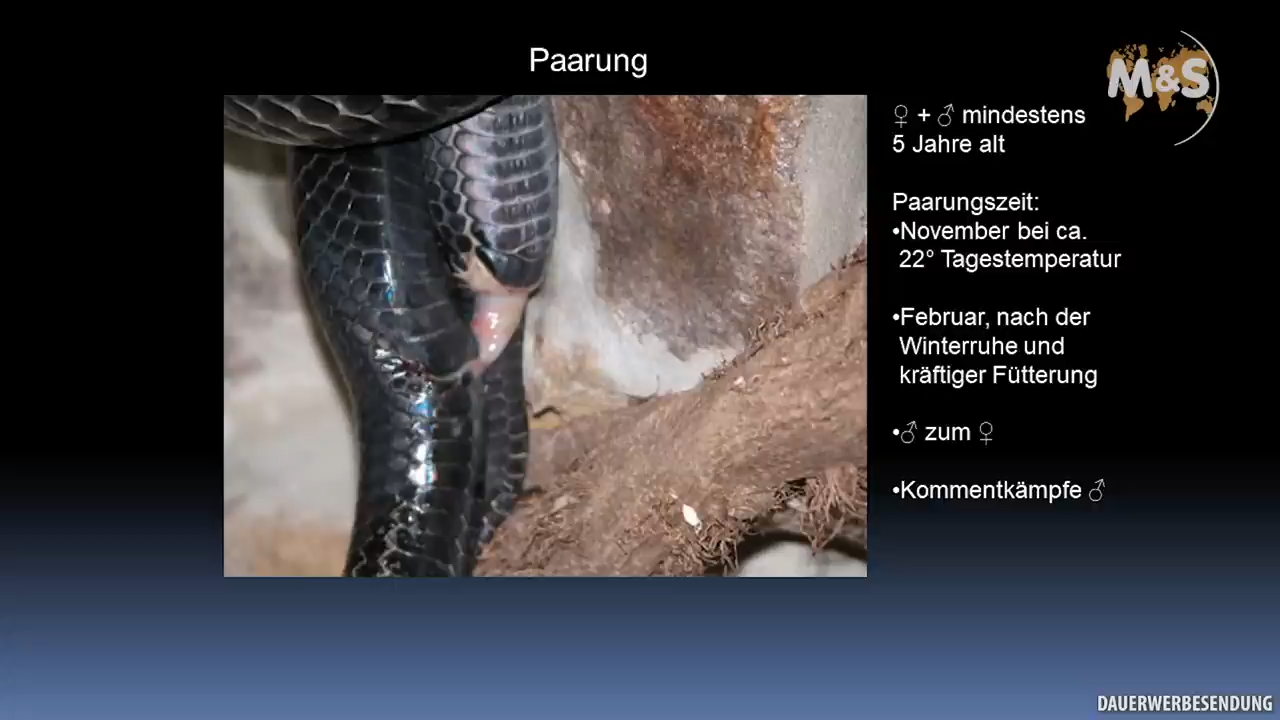 Paarung
M&S
♀ + ♂ mindestens
5 Jahre alt
Paarungszeit:
•November bei ca.
22° Tagestemperatur
•Februar, nach der
Winterruhe und
kräftiger Fütterung
•♂ zum ♀
•Kommentkämpfe ♂
DAUERWERBESENDUNG